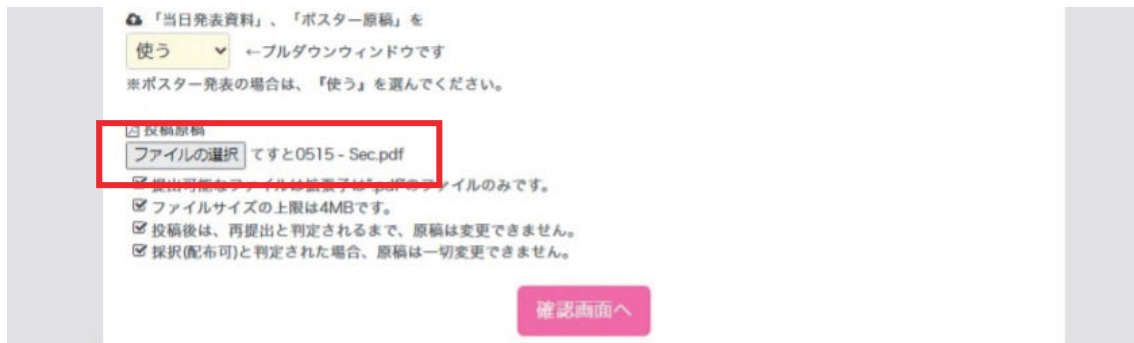 「当日発表資料」、「ポスター原稿」を
使う ←プルダウンウィンドウです
※ポスター発表の場合は、『使う』を選んでください。
投稿原稿
ファイルの選択 てすと0515 - Sec.pdf
提出可能なファイルは拡張子は".pdf"のファイルのみです。
ファイルサイズの上限は4MBです。
投稿後は、再提出と判定されるまで、原稿は変更できません。
採択(配布可)と判定された場合、原稿は一切変更できません。
確認画面へ